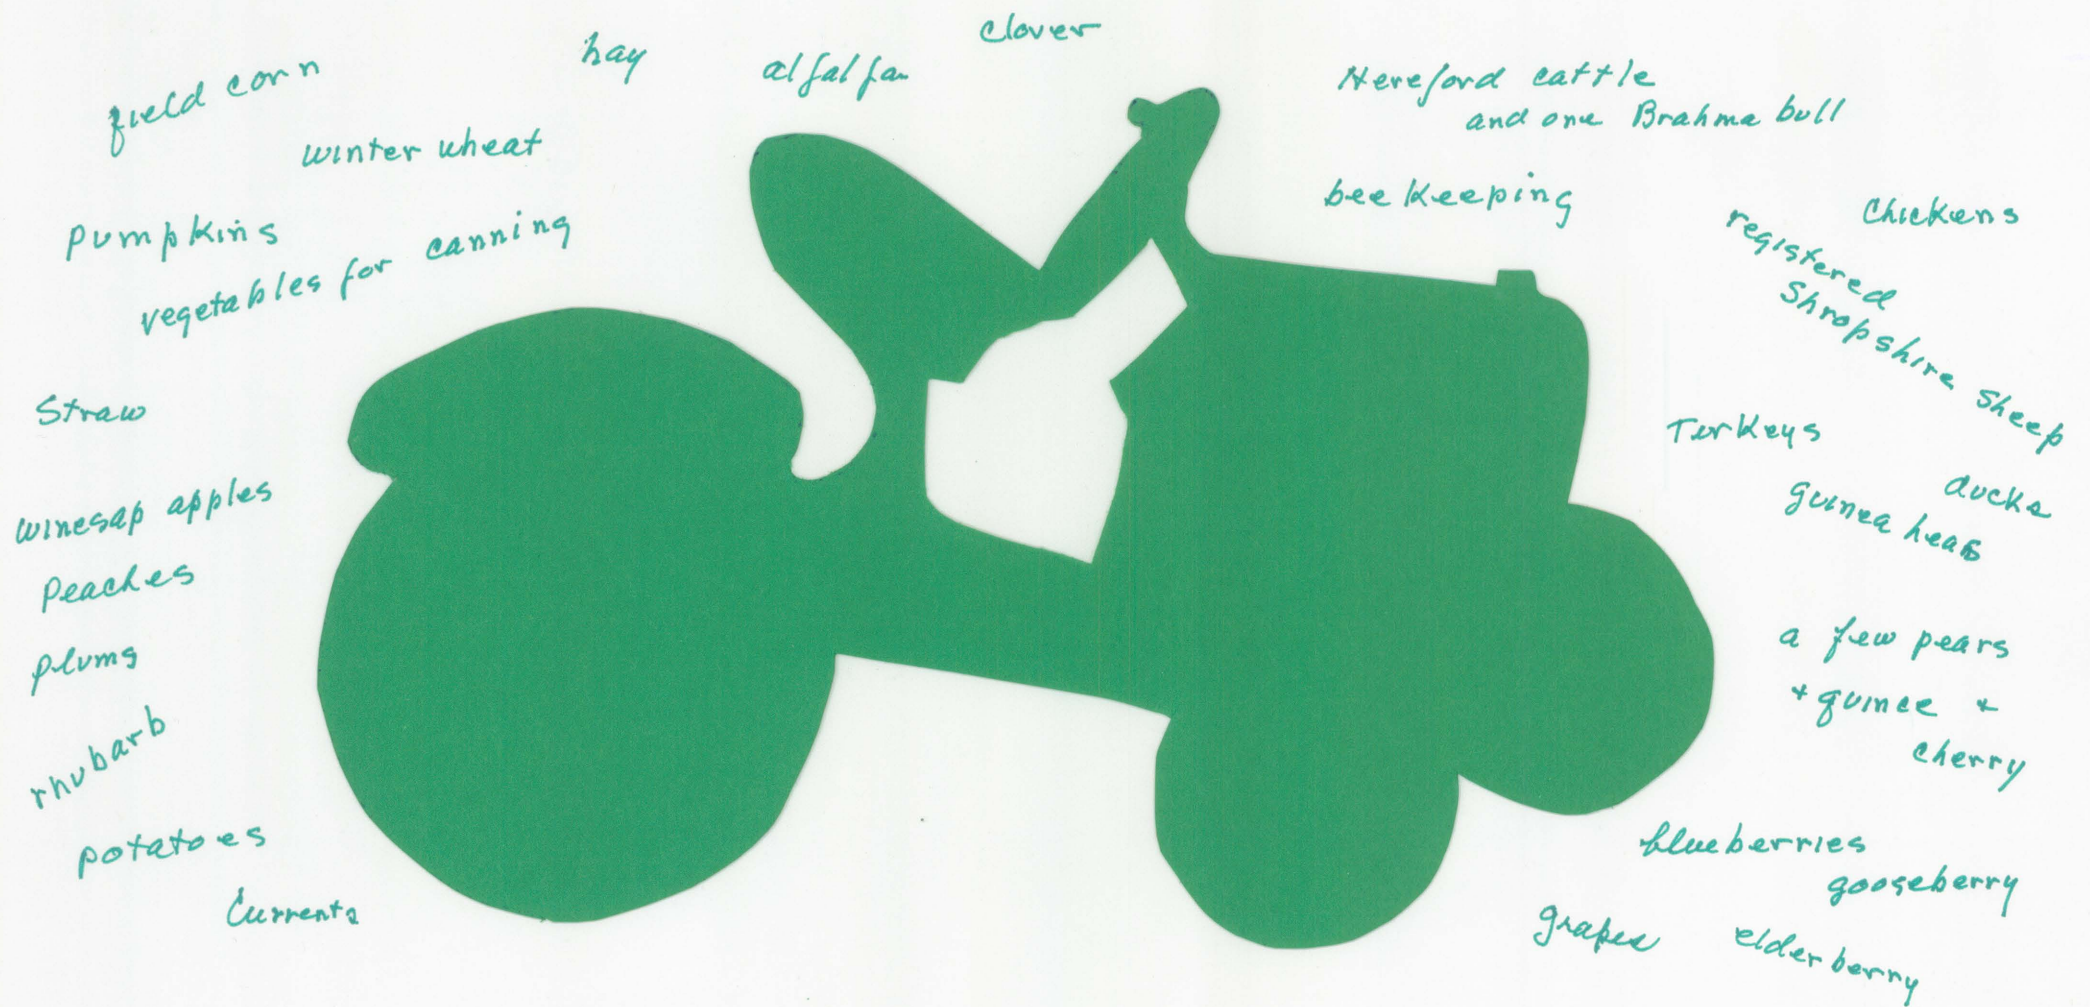 clover
hay
alfalfa
field corn
winter wheat
Pumpkins
vegetables for canning
Straw
winesap apples
Peaches
plums
rhubarb
potatoes
Currents
Hereford cattle
and one Brahma bull
bee keeping
Chickens
registered
Shropshire sheep
Turkeys
ducks
guinea heas
a few pears
+ quince +
cherry
blueberries
gooseberry
grapes
elderberry